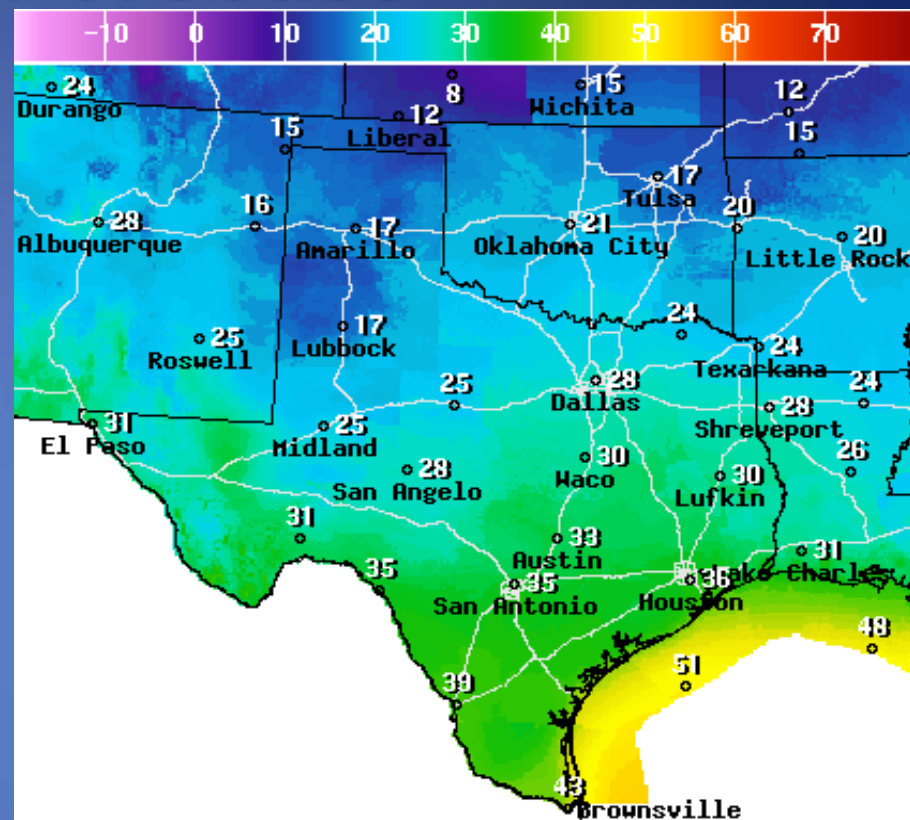 -10 0 10 20 30 40 50 60 70
24
Durango
8
15
Wichita
12
12
Liberal
15
15
17
Tulsa
28
Albuquerque
16
17
Amarillo
21
Oklahoma City
20
20
Little Rock
25
Roswell
17
Lubbock
24
24
Texarkana
25
28
Dallas
28
Shreveport
24
31
El Paso
25
Midland
28
San Angelo
30
Waco
30
Lufkin
26
31
33
Austin
31
Lake Charles
35
35
San Antonio
36
Houston
48
39
51
43
Brownsville